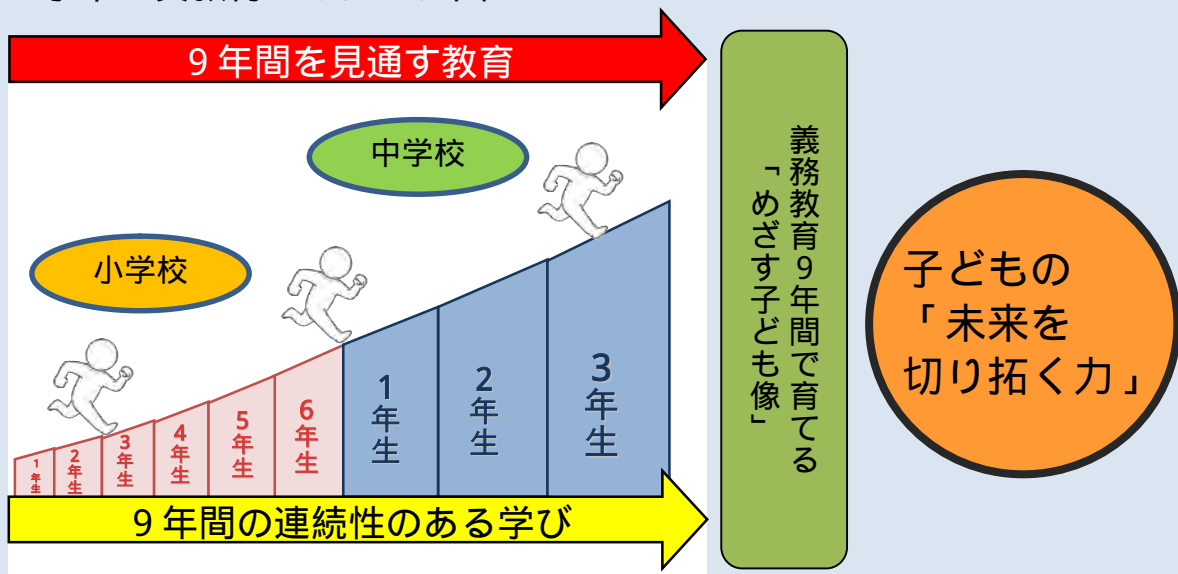 9年間を見通す教育
中学校
小学校
1年生
2年生
3年生
4年生
5年生
6年生
1年生
2年生
3年生
9年間の連続性のある学び
義務教育9年間で育てる
「めざす子ども像」
子どもの
「未来を
切り拓く力」